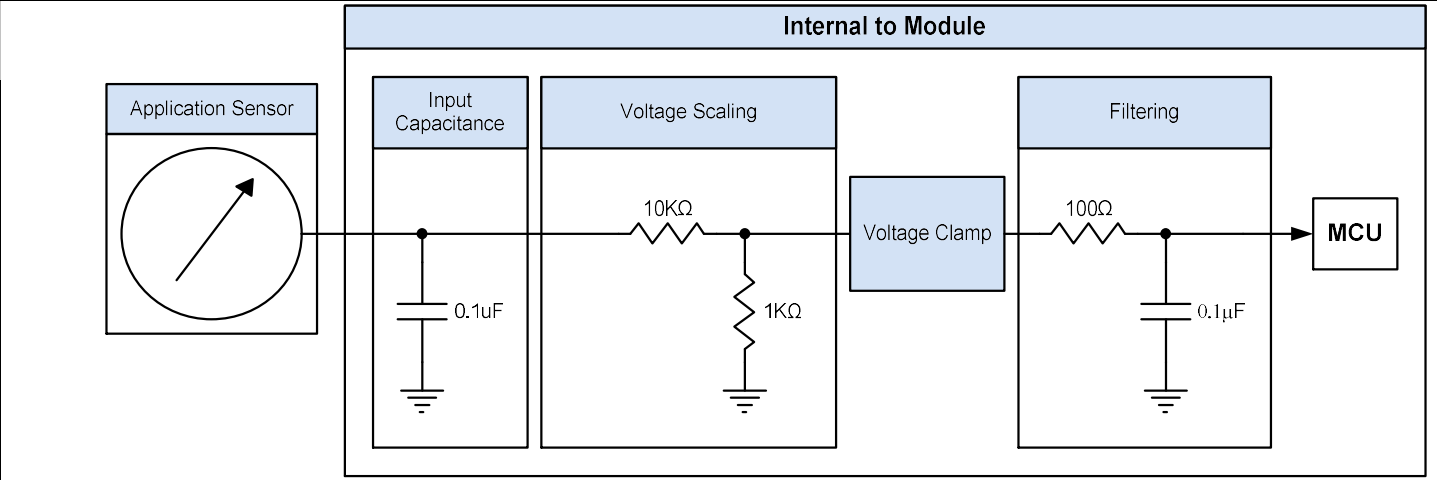 Internal to Module
Application Sensor
Input
Capacitance
Voltage Scaling
Filtering
10KΩ
Voltage Clamp
100Ω
MCU
0.1uF
1KΩ
0.1μF